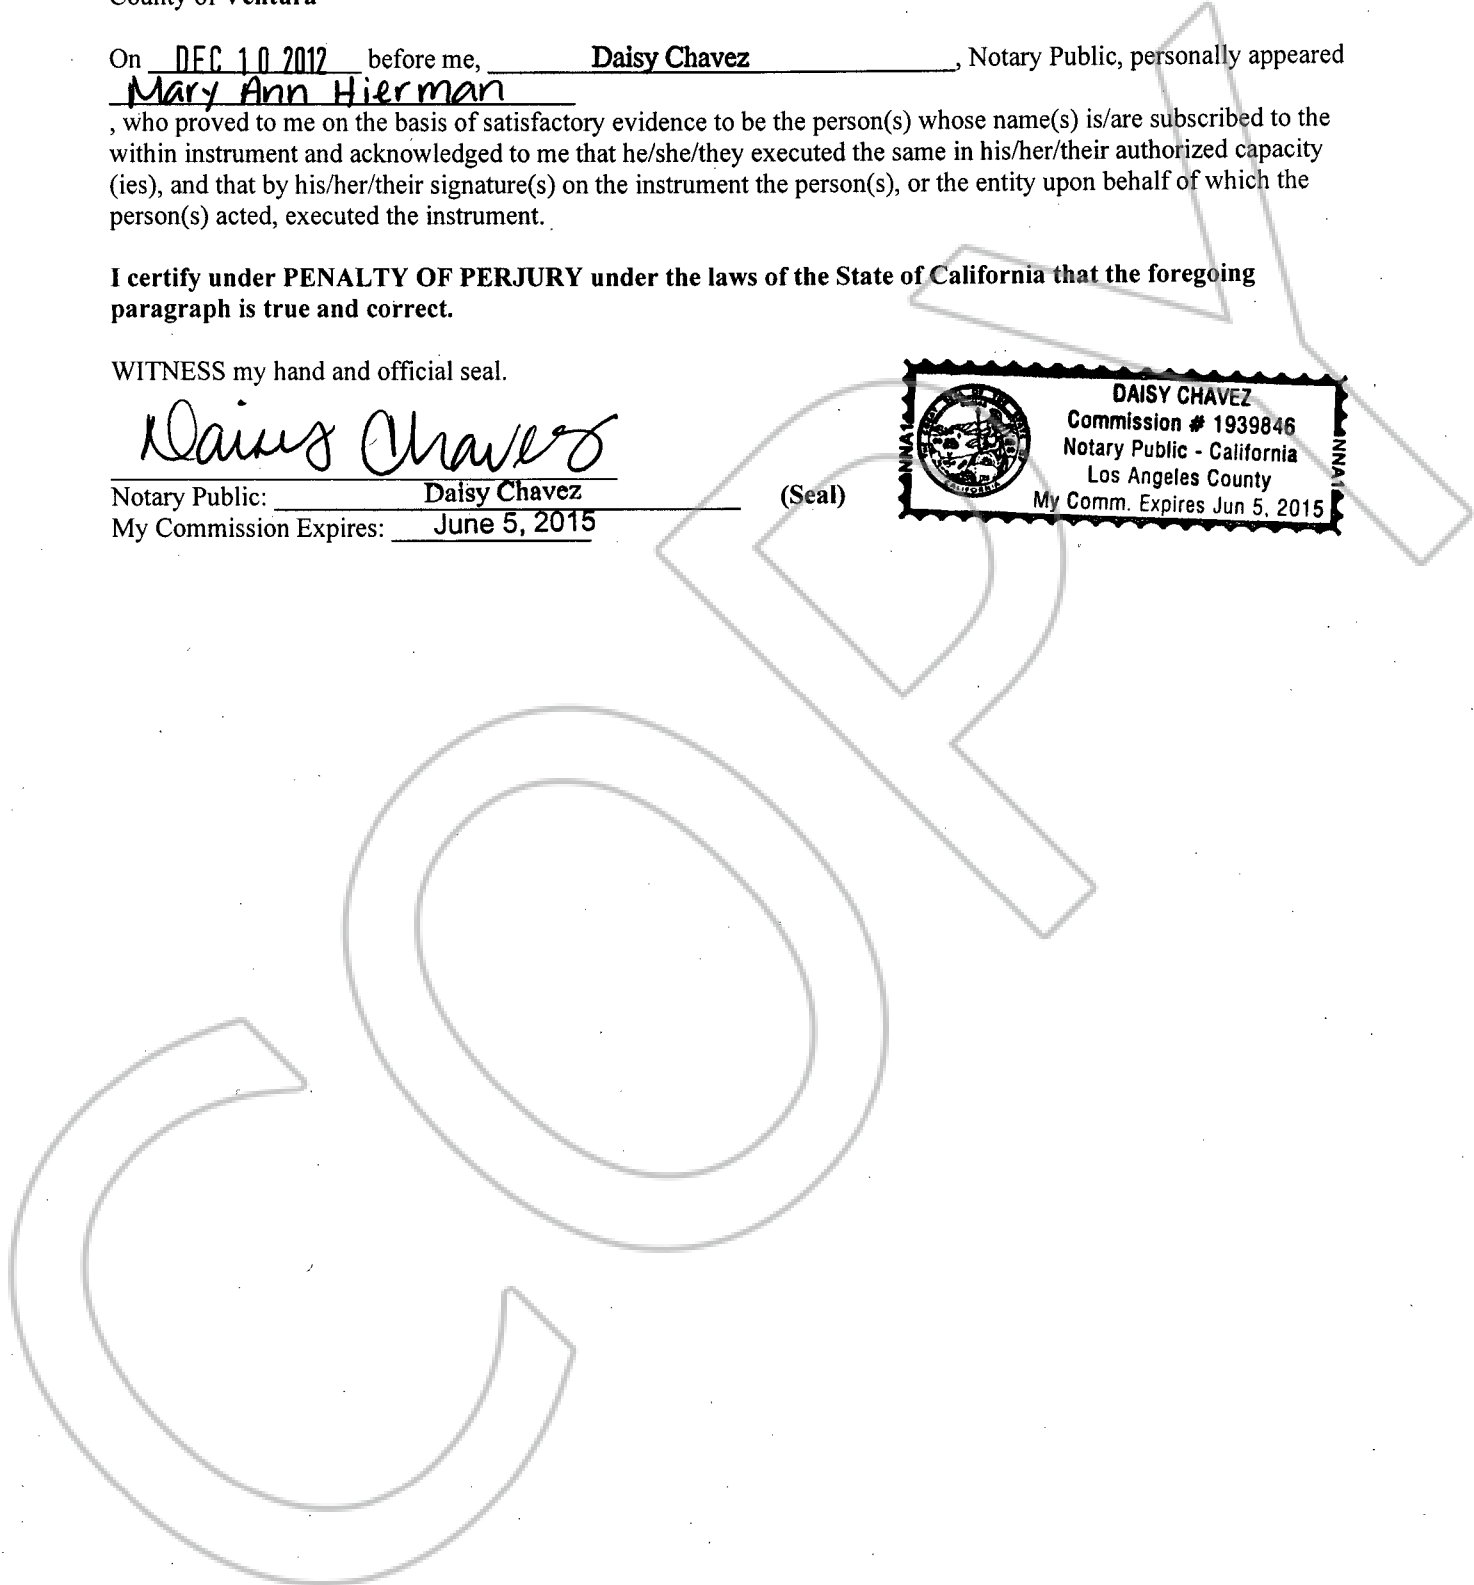 County of Ventura
On DEC 10 2012 before me, Daisy Chavez, Notary Public, personally appeared
Mary Ann Hierman
, who proved to me on the basis of satisfactory evidence to be the person(s) whose name(s) is/are subscribed to the
within instrument and acknowledged to me that he/she/they executed the same in his/her/their authorized capacity
(ies), and that by his/her/their signature(s) on the instrument the person(s), or the entity upon behalf of which the
person(s) acted, executed the instrument.
I certify under PENALTY OF PERJURY under the laws of the State of California that the foregoing
paragraph is true and correct.
WITNESS my hand and official seal.
Daisy Chavez
Notary Public: Daisy Chavez (Seal)
My Commission Expires: June 5, 2015
DAISY CHAVEZ
Commission # 1939846
Notary Public - California
Los Angeles County
My Comm. Expires Jun 5, 2015
NNA1
NNA1
CALIFORNIA
COPY